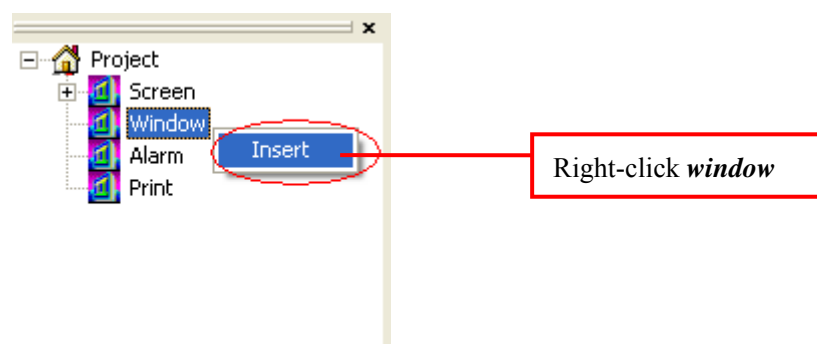 Project
Screen
Window
Insert
Alarm
Print
Right-click window